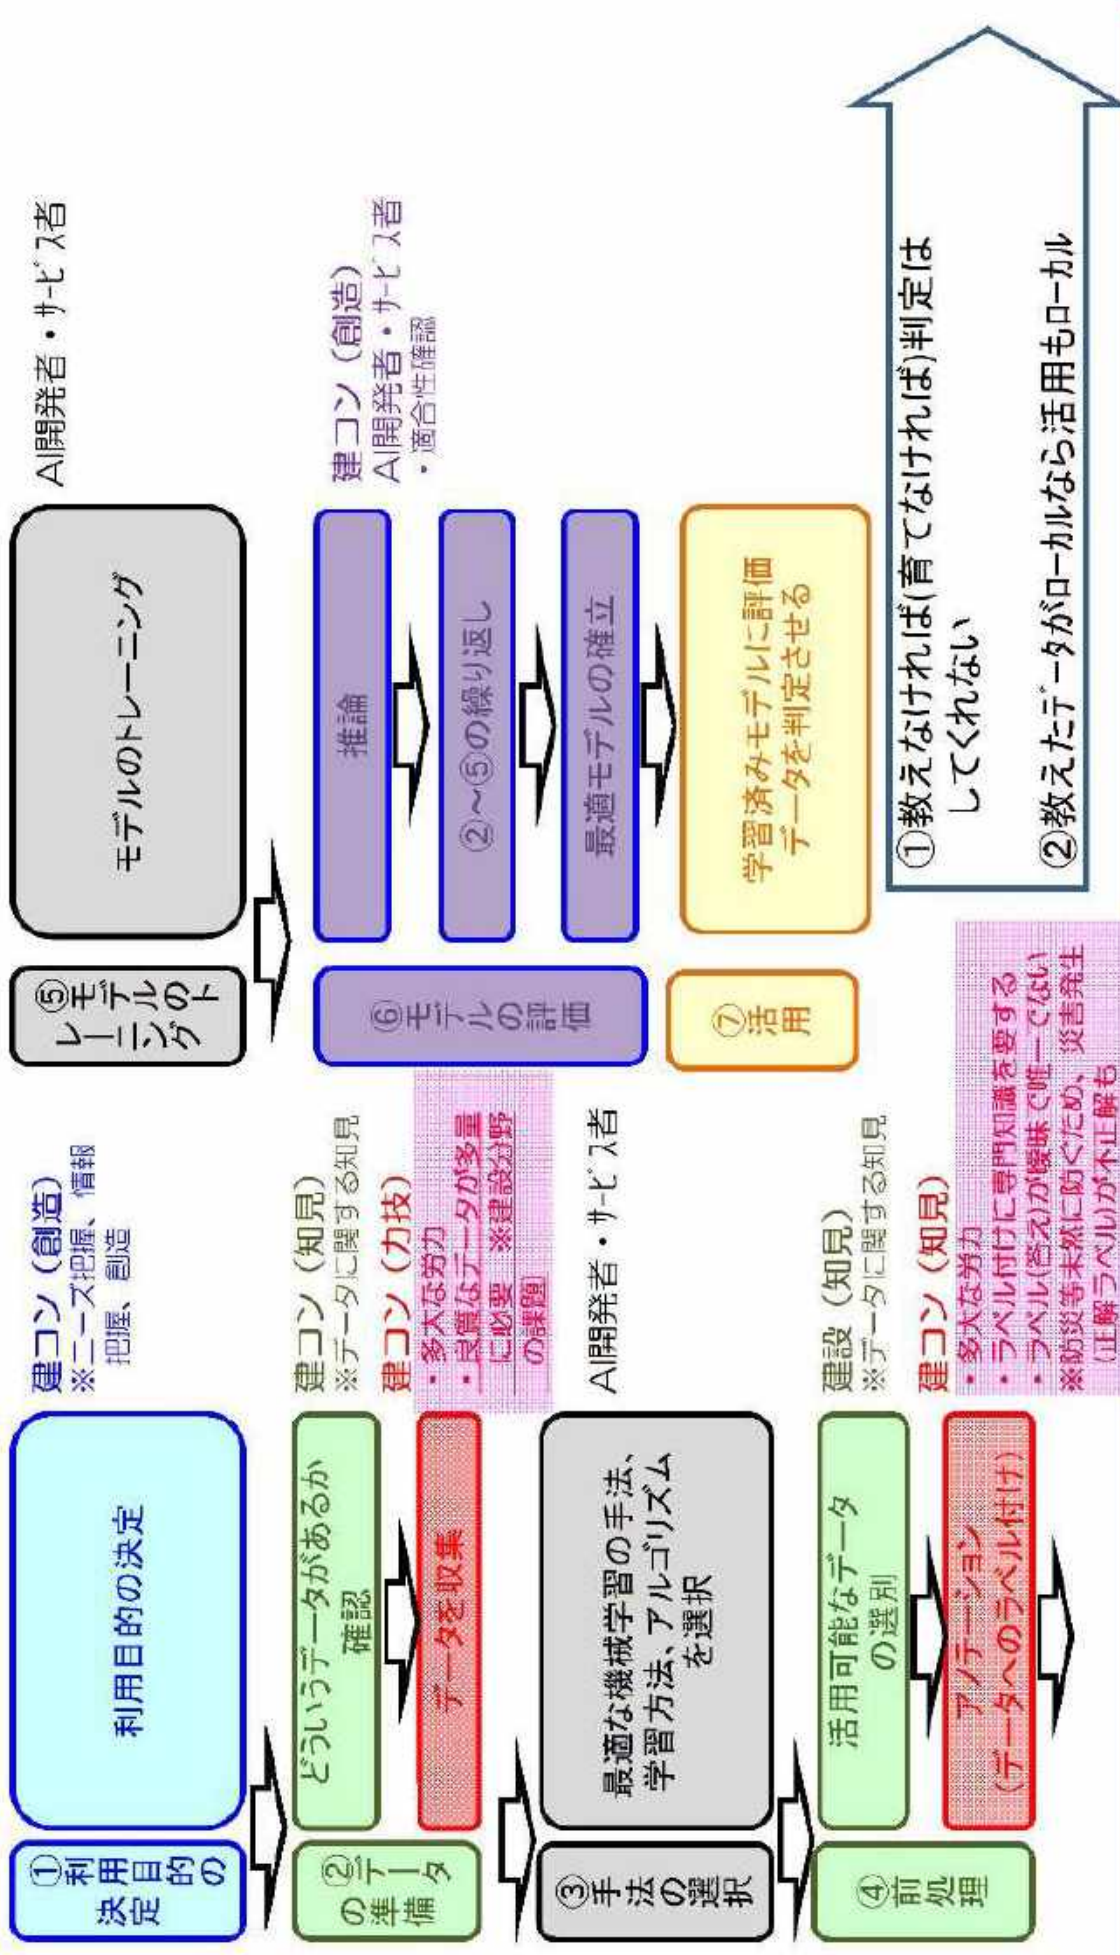 ①利用目的の
決定
利用目的の決定
建コン（創造）
※ニーズ把握、情報
把握、創造
②データ
の準備
どういうデータがあるか
確認
建コン（知見）
※データに関する知見
データを収集
建コン（力技）
・多大な労力
・良質なデータが多量
に必要　※建設分野
の課題
③手法の選択
最適な機械学習の手法、
学習方法、アルゴリズム
を選択
AI開発者・サービス者
④前処理
活用可能なデータ
の選別
建設（知見）
※データに関する知見
アノテーション
（データへのラベル付け）
建コン（知見）
・多大な労力
・ラベル付けに専門知識を要する
・ラベル(答え)が曖昧で唯一でない
※防災等未然に防ぐため、災害発生
(正解ラベル)が不正解も
⑤モデルのト
レーニング
モデルのトレーニング
AI開発者・サービス者
⑥モデルの評価
推論
建コン（創造）
AI開発者・サービス者
・適合性確認
②～⑤の繰り返し
最適モデルの確立
⑦活用
学習済みモデルに評価
データを判定させる
①教えなければ(育てなければ)判定は
してくれない
②教えたデータがローカルなら活用もローカル